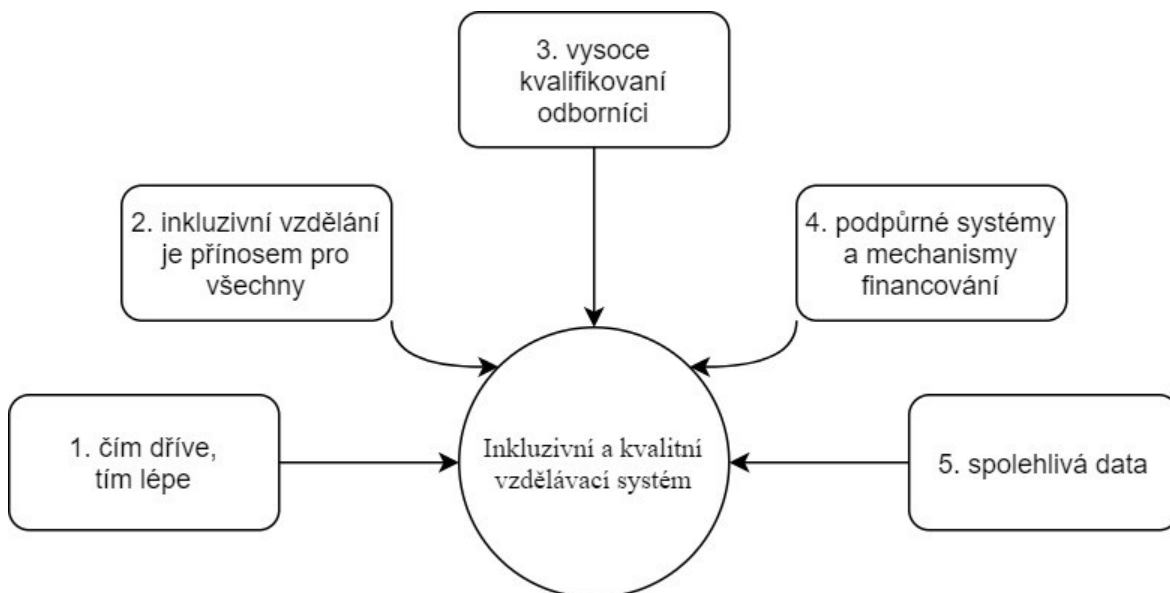 3. vysoce
kvalifikovaní
odborníci
2. inkluzivní vzdělání
je přínosem pro
všechny
4. podpůrné systémy
a mechanismy
financování
1. čím dříve,
tím lépe
Inkluzivní a kvalitní
vzdělávací systém
5. spolehlivá data